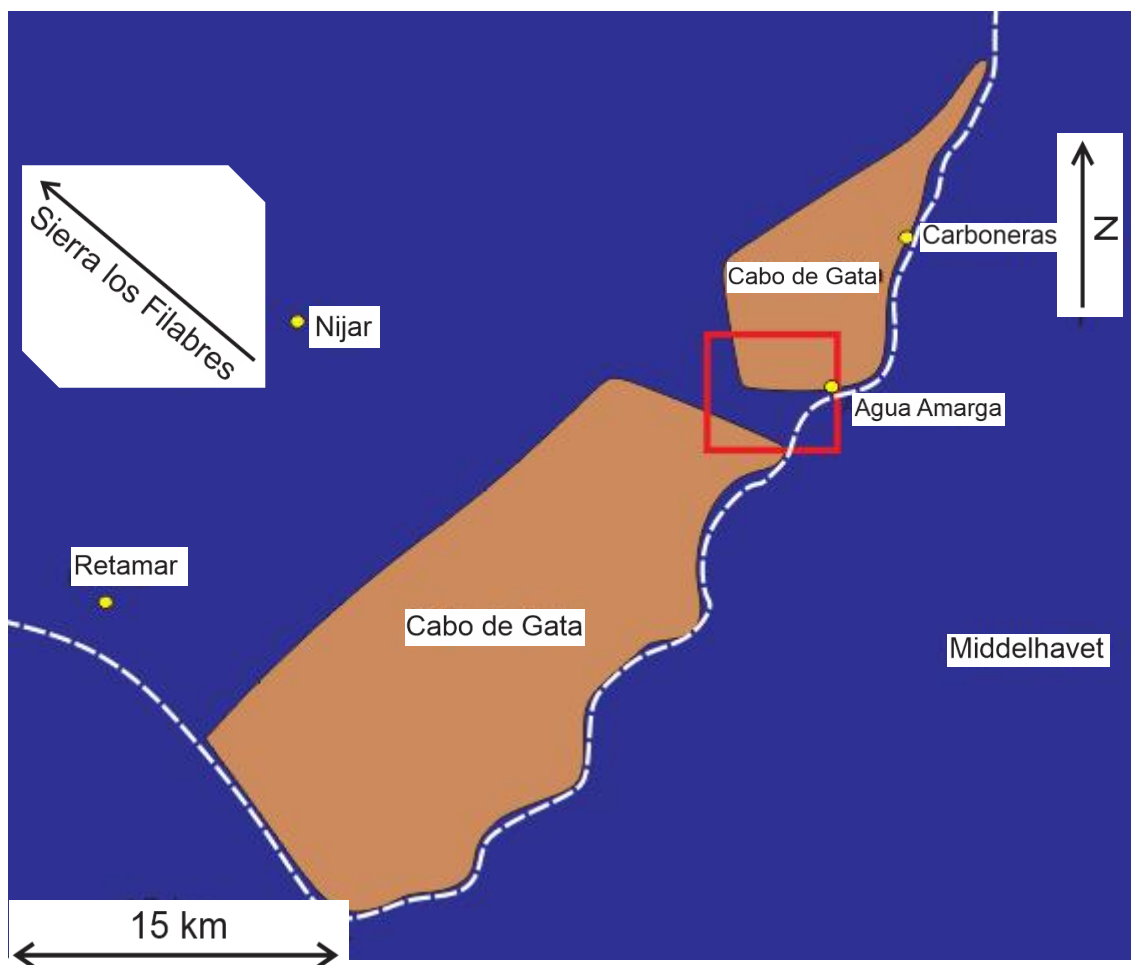 Sierra los Filabres
Nijar
Cabo de Gata
Carboneras
N
Agua Amarga
Retamar
Cabo de Gata
Middelhavet
15 km